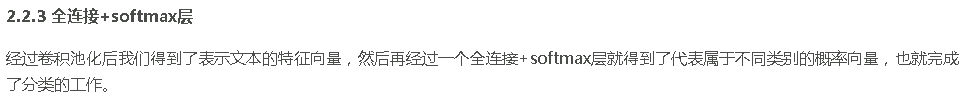 2.2.3 全连接+softmax层
经过卷积池化后我们得到了表示文本的特征向量，然后再经过一个全连接+softmax层就得到了代表属于不同类别的概率向量，也就完成
了分类的工作。